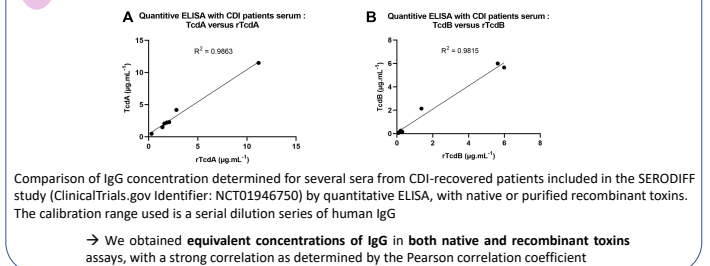 A Quantitive ELISA with CDI patients serum :
TcdA versus rTcdA
R² = 0.9863
TcdA (µg.mL⁻¹)
15
10
5
0
0 5 10 15
rTcdA (µg.mL⁻¹)
B Quantitive ELISA with CDI patients serum :
TcdB versus rTcdB
R² = 0.9815
TcdB (µg.mL⁻¹)
8
6
4
2
0
0 2 4 6 8
rTcdB (µg.mL⁻¹)
Comparison of IgG concentration determined for several sera from CDI-recovered patients included in the SERODIFF
study (ClinicalTrials.gov Identifier: NCT01946750) by quantitative ELISA, with native or purified recombinant toxins.
The calibration range used is a serial dilution series of human IgG
→ We obtained equivalent concentrations of IgG in both native and recombinant toxins
assays, with a strong correlation as determined by the Pearson correlation coefficient